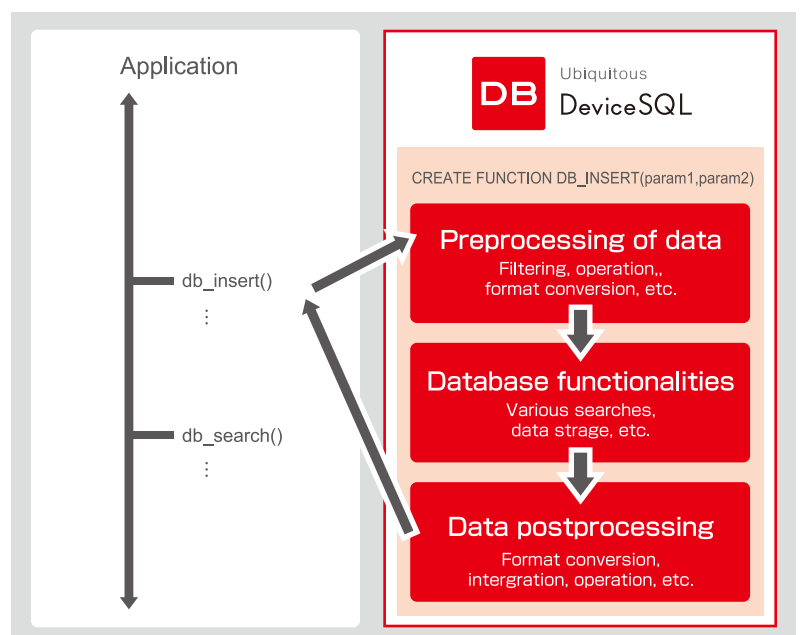 Application
db_insert()
⋮
db_search()
⋮
DB
Ubiquitous
DeviceSQL
CREATE FUNCTION DB_INSERT(param1,param2)
Preprocessing of data
Filtering, operation,,
format conversion, etc.
Database functionalities
Various searches,
data strage, etc.
Data postprocessing
Format conversion,
intergration, operation, etc.